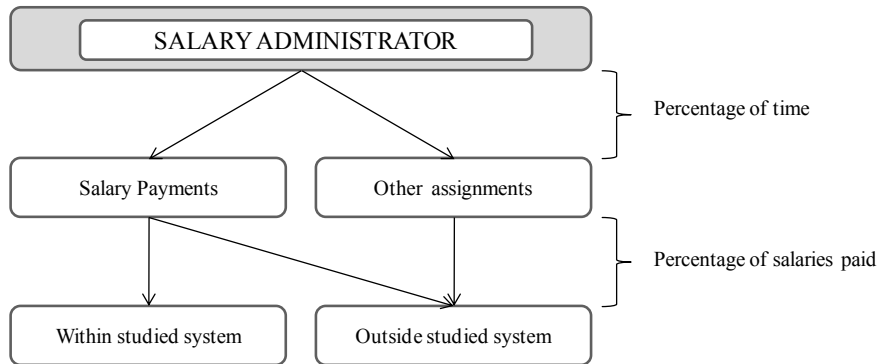 SALARY ADMINISTRATOR
Percentage of time
Salary Payments
Other assignments
Percentage of salaries paid
Within studied system
Outside studied system